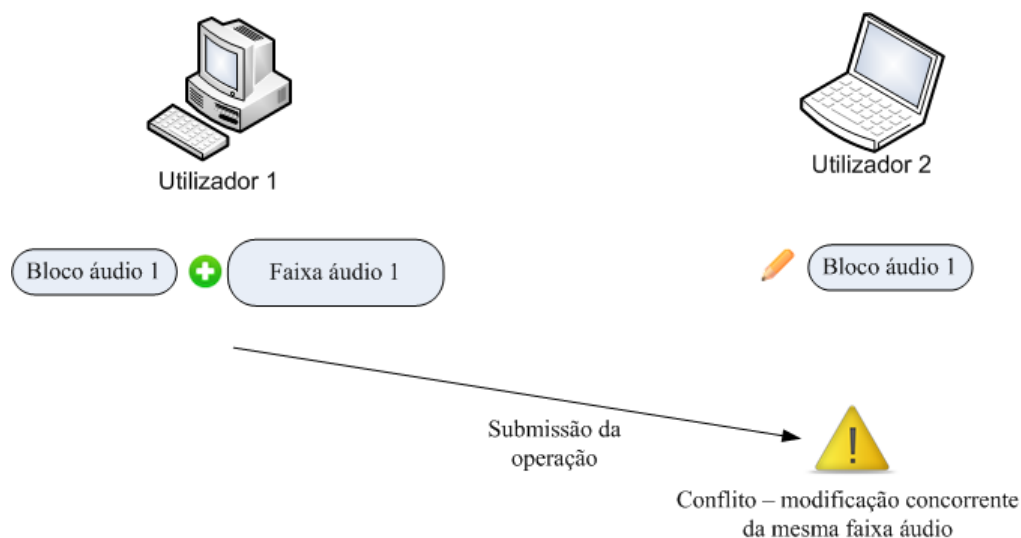 Utilizador 1
Utilizador 2
Bloco áudio 1
Faixa áudio 1
Bloco áudio 1
Submissão da
operação
Conflito – modificação concorrente
da mesma faixa áudio